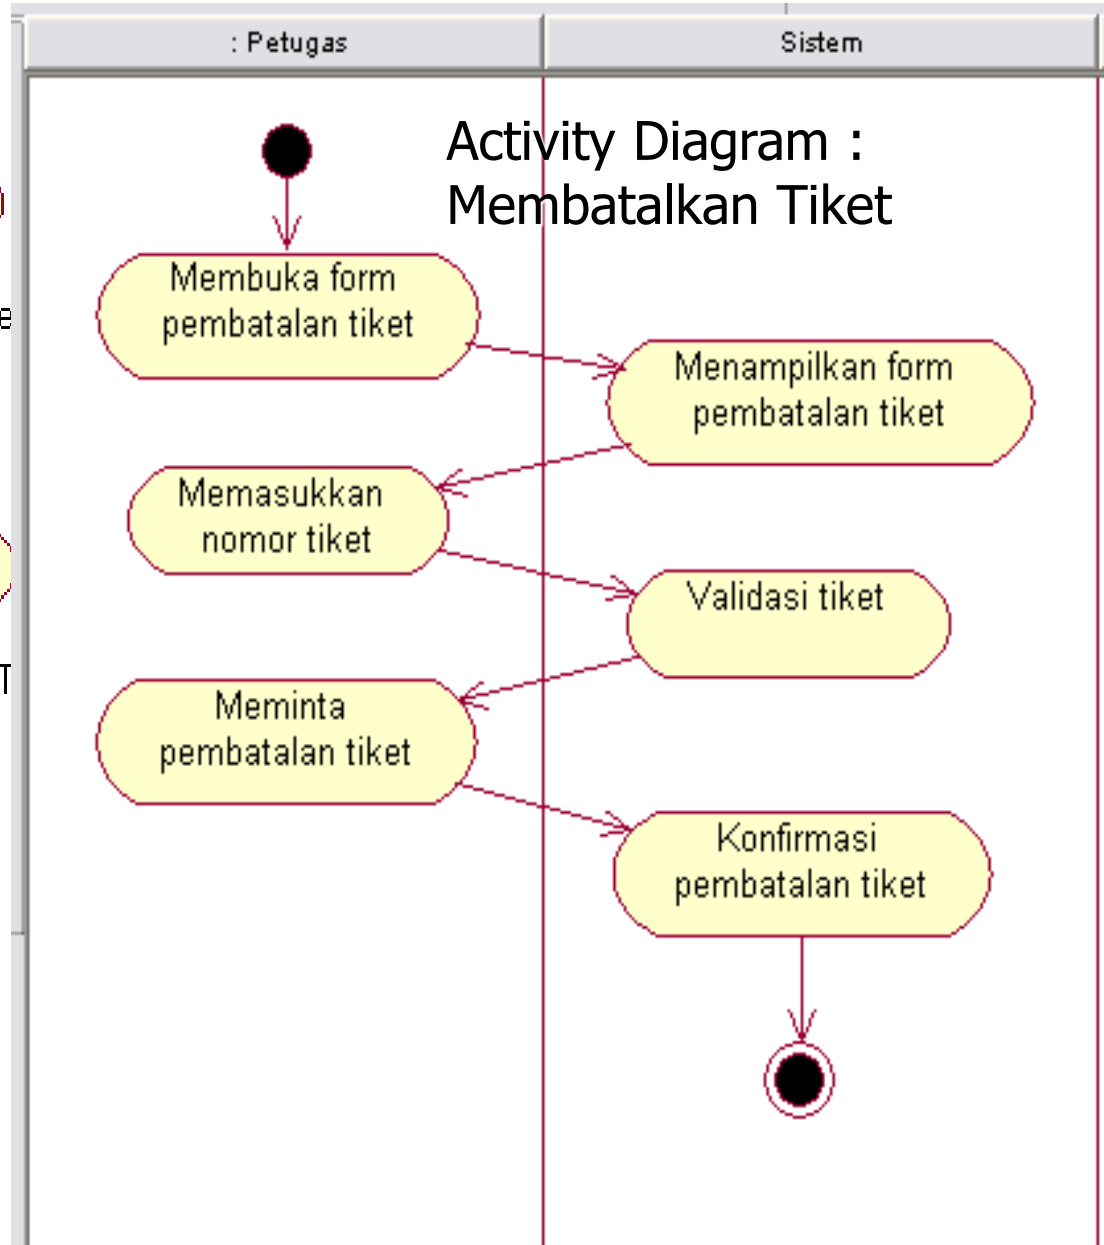 : Petugas
Sistem
Activity Diagram :
Membatalkan Tiket
Membuka form
pembatalan tiket
Menampilkan form
pembatalan tiket
Memasukkan
nomor tiket
Validasi tiket
Meminta
pembatalan tiket
Konfirmasi
pembatalan tiket